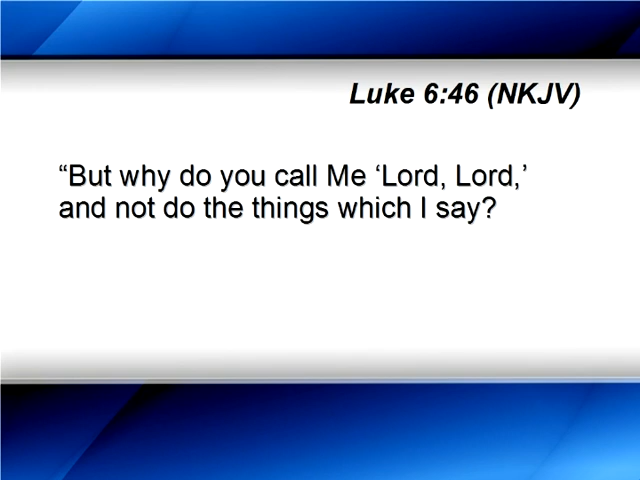 Luke 6:46 (NKJV)
“But why do you call Me ‘Lord, Lord,’
and not do the things which I say?